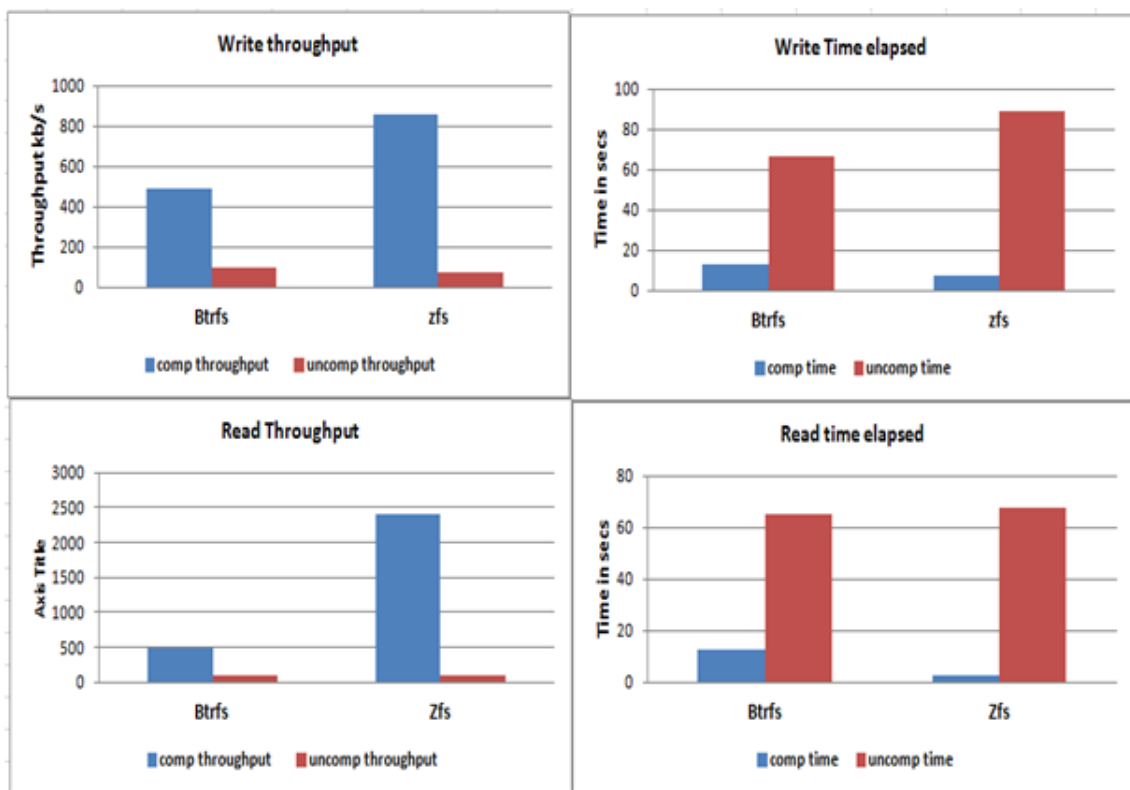 Write throughput
Throughput kb/s
1000
800
600
400
200
0
Btrfs zfs
comp throughput uncomp throughput
Write Time elapsed
Time in secs
100
80
60
40
20
0
Btrfs zfs
comp time uncomp time
Read Throughput
Axis Title
3000
2500
2000
1500
1000
500
0
Btrfs Zfs
comp throughput uncomp throughput
Read time elapsed
Time in secs
80
60
40
20
0
Btrfs Zfs
comp time uncomp time